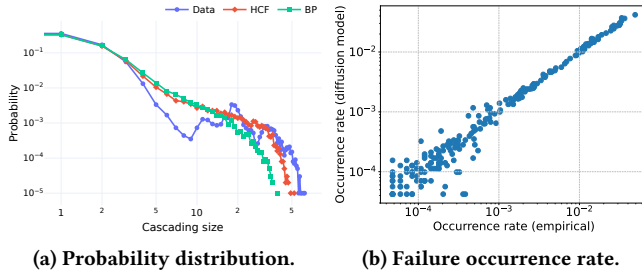 Data HCF BP
Probability
10⁻¹
10⁻²
10⁻³
10⁻⁴
10⁻⁵
1 2 5 10 2 5
Cascading size
(a) Probability distribution.
Occurrence rate (diffusion model)
10⁻²
10⁻³
10⁻⁴
10⁻⁴ 10⁻³ 10⁻²
Occurrence rate (empirical)
(b) Failure occurrence rate.